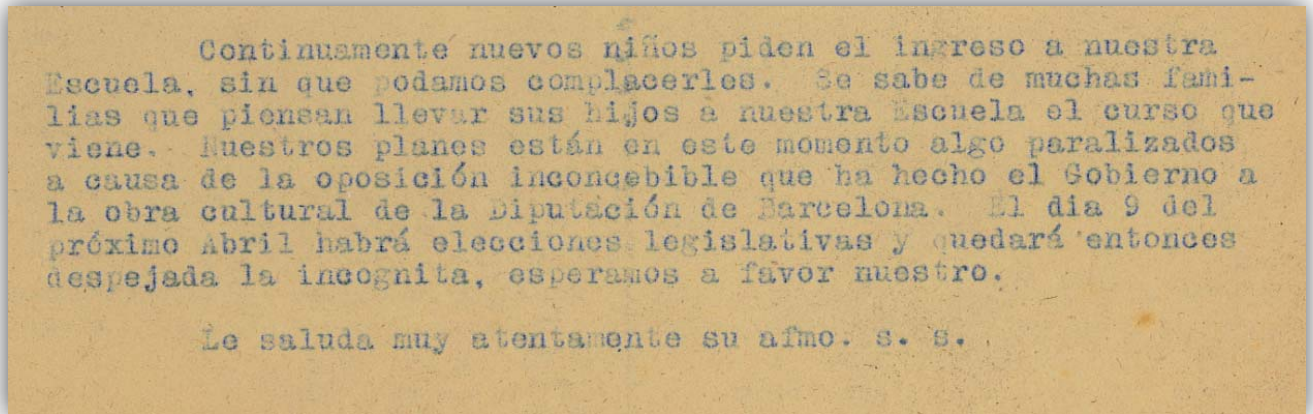 Continuamente nuevos niños piden el ingreso a nuestra
Escuela, sin que podamos complacerles. Se sabe de muchas fami-
lias que piensan llevar sus hijos a nuestra Escuela el curso que
viene. Nuestros planes están en este momento algo paralizados
a causa de la oposición inconcebible que ha hecho el Gobierno a
la obra cultural de la Diputación de Barcelona. El dia 9 del
próximo Abril habrá elecciones legislativas y quedará entonces
despejada la incognita, esperamos a favor nuestro.
Le saluda muy atentamente su afmo. s. s.